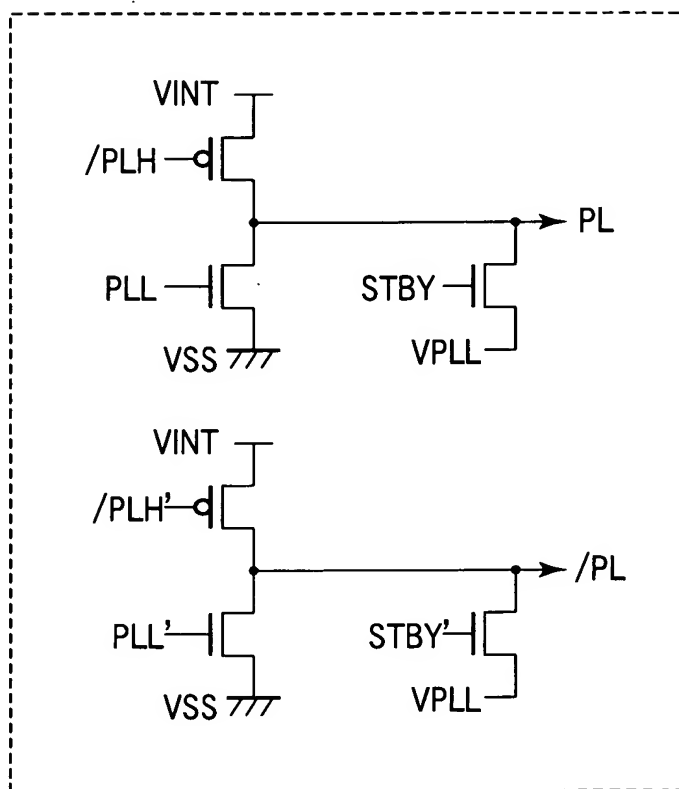 VINT
/PLH
PL
PLL
STBY
VSS
VPLL
VINT
/PLH'
/PL
PLL'
STBY'
VSS
VPLL